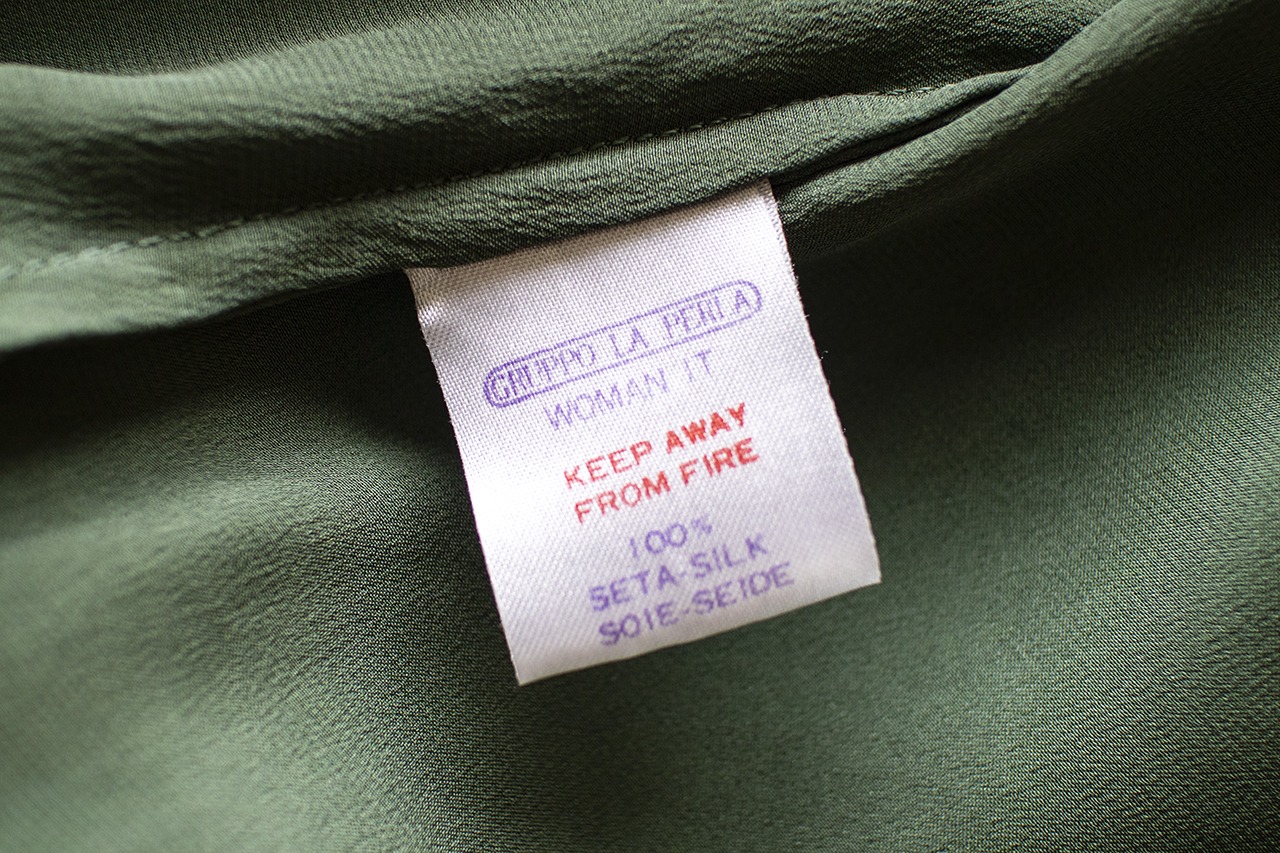 GRUPPO LA PERLA
WOMAN IT
KEEP AWAY
FROM FIRE
100%
SETA-SILK
SOIE-SEIDE